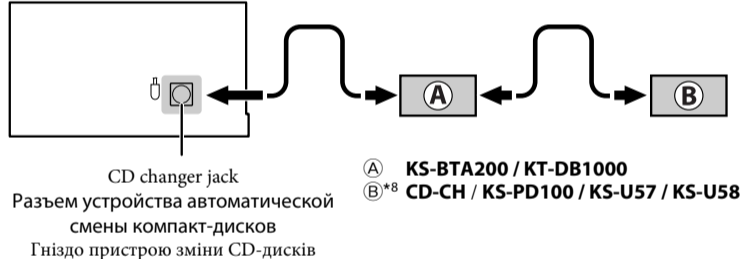 Ⓐ
Ⓑ
CD changer jack
Разъем устройства автоматической
смены компакт-дисков
Гніздо пристрою зміни CD-дисків
Ⓐ KS-BTA200 / KT-DB1000
Ⓑ*8 CD-CH / KS-PD100 / KS-U57 / KS-U58